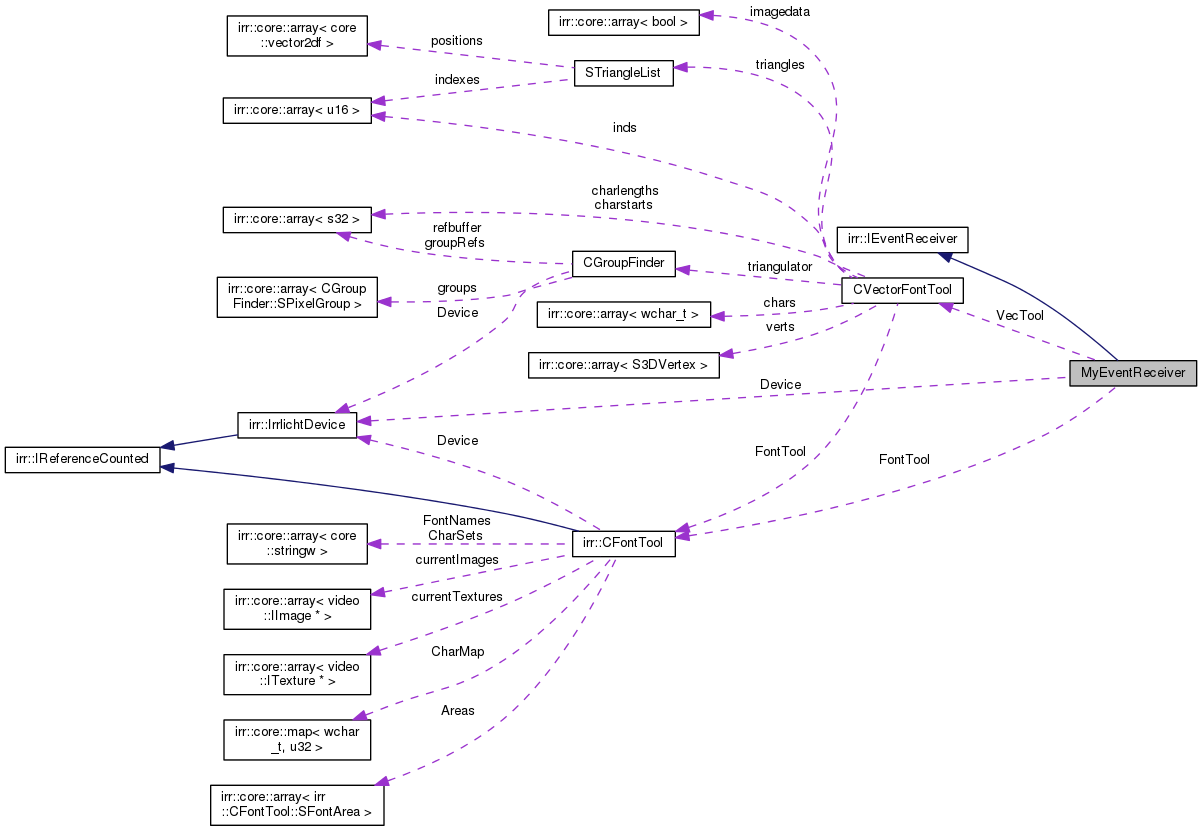 imagedata
irr::core::array< bool >
irr::core::array< core
::vector2df >
positions
STriangleList
triangles
indexes
irr::core::array< u16 >
inds
charlengths
charstarts
irr::core::array< s32 >
refbuffer
groupRefs
irr::IEventReceiver
CGroupFinder
triangulator
irr::core::array< CGroup
Finder::SPixelGroup >
groups
CVectorFontTool
Device
chars
irr::core::array< wchar_t >
VecTool
verts
irr::core::array< S3DVertex >
MyEventReceiver
Device
irr::IrrlichtDevice
Device
FontTool
FontTool
irr::IReferenceCounted
FontNames
CharSets
irr::core::array< core
::stringw >
irr::CFontTool
currentImages
irr::core::array< video
::IImage * >
currentTextures
CharMap
irr::core::array< video
::ITexture * >
Areas
irr::core::map< wchar
_t, u32 >
irr::core::array< irr
::CFontTool::SFontArea >